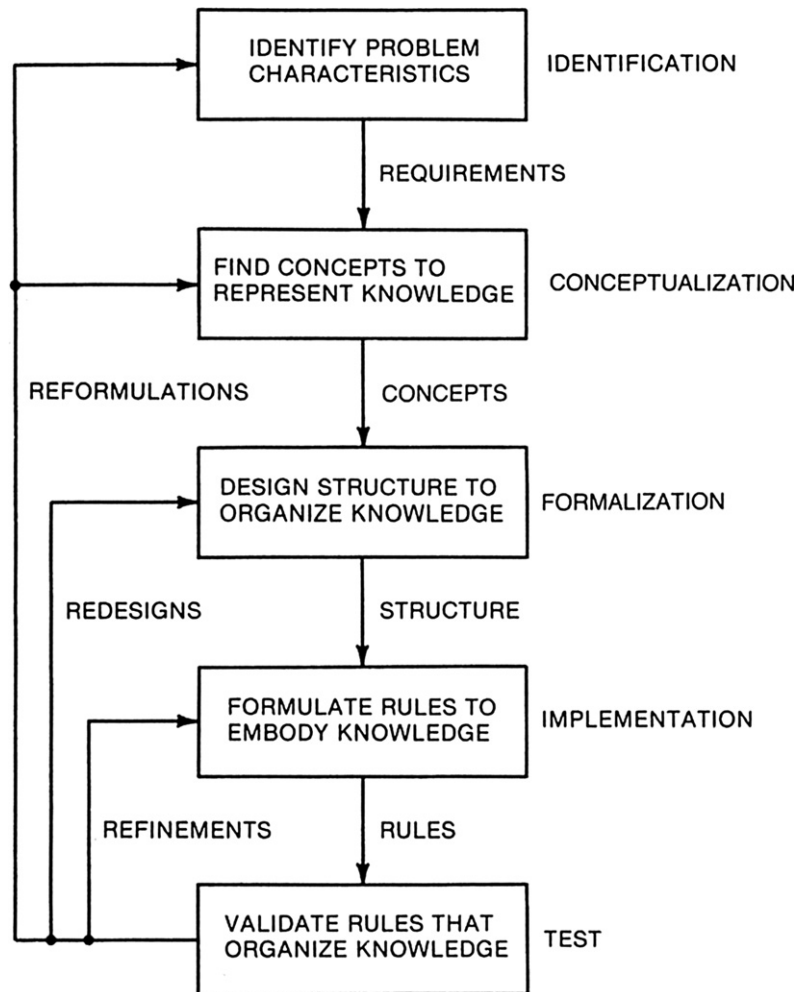 IDENTIFY PROBLEM
CHARACTERISTICS
IDENTIFICATION
REQUIREMENTS
FIND CONCEPTS TO
REPRESENT KNOWLEDGE
CONCEPTUALIZATION
REFORMULATIONS
CONCEPTS
DESIGN STRUCTURE TO
ORGANIZE KNOWLEDGE
FORMALIZATION
REDESIGNS
STRUCTURE
FORMULATE RULES TO
EMBODY KNOWLEDGE
IMPLEMENTATION
REFINEMENTS
RULES
VALIDATE RULES THAT
ORGANIZE KNOWLEDGE
TEST